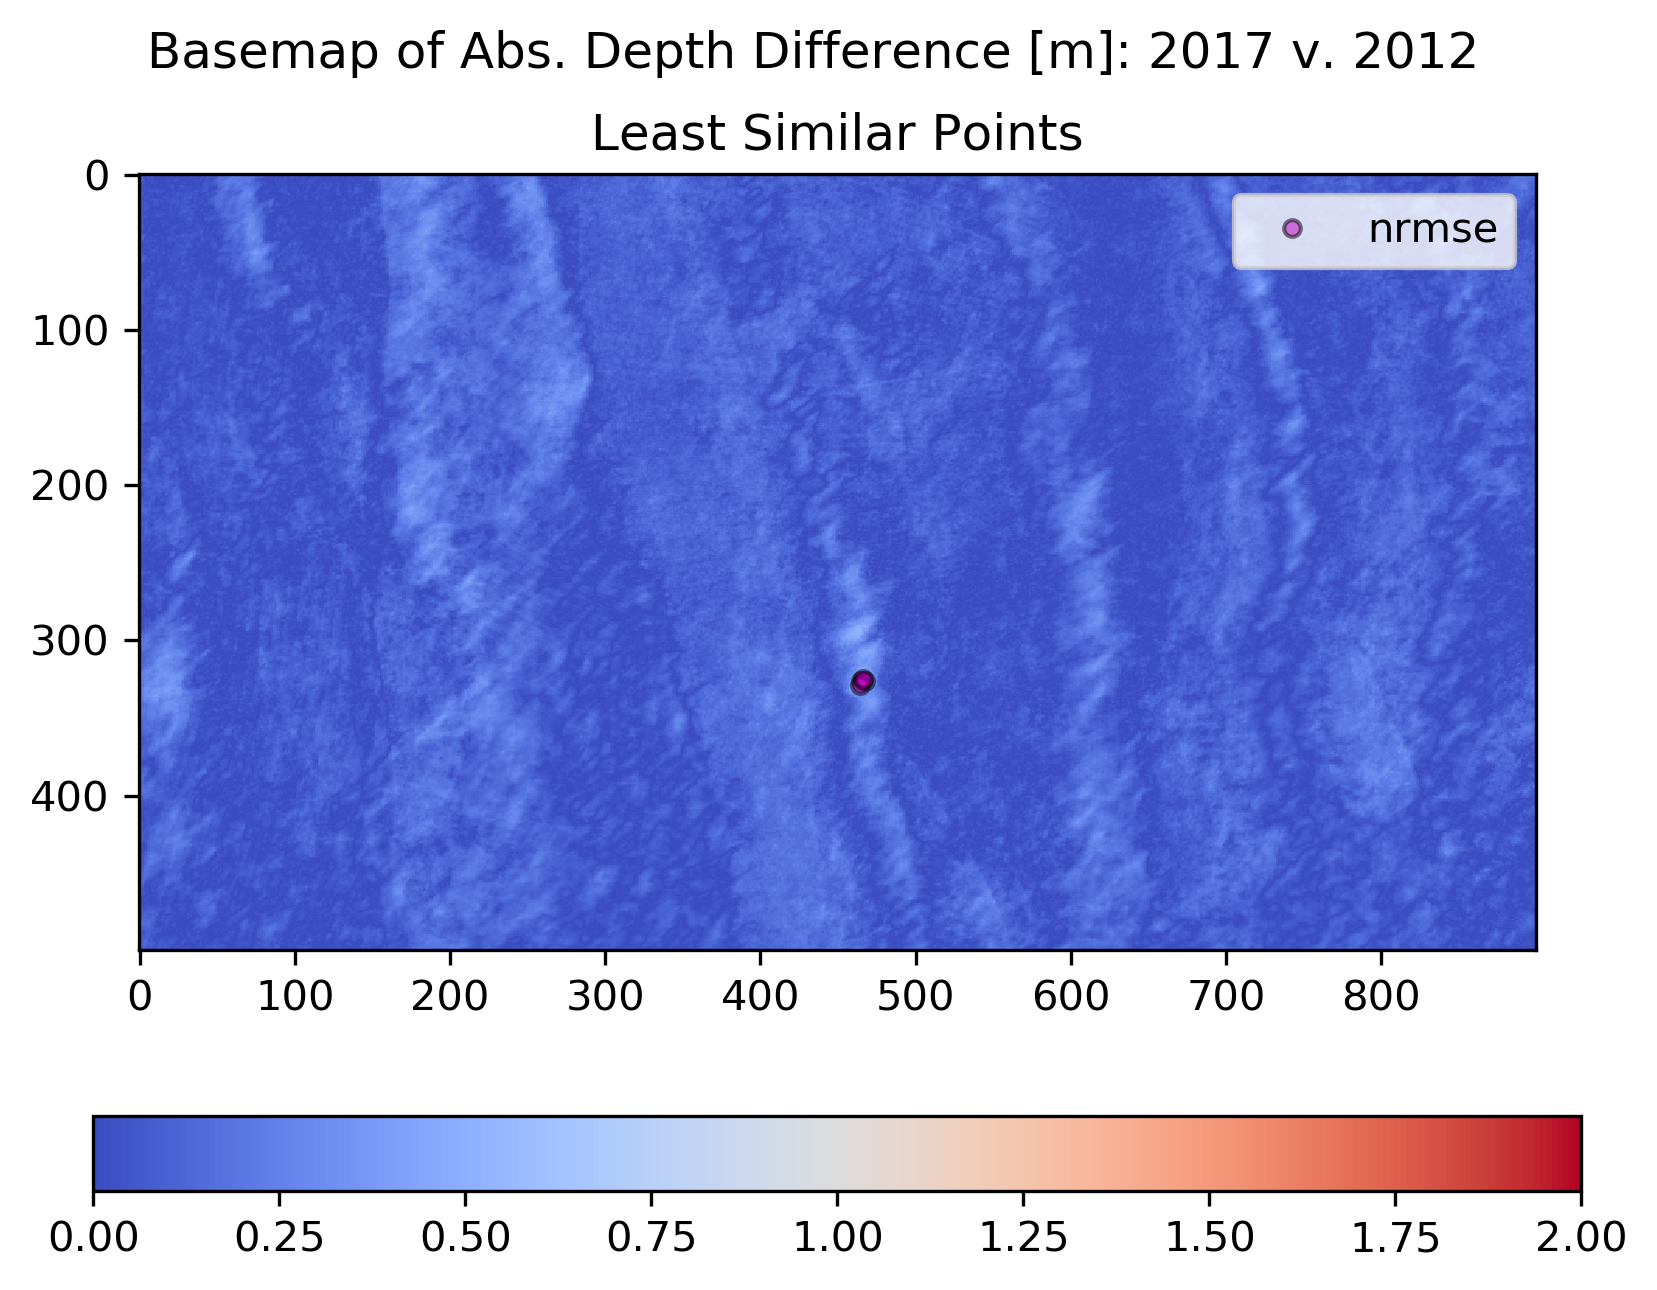 Basemap of Abs. Depth Difference [m]: 2017 v. 2012
Least Similar Points
nrmse
0
100
200
300
400
0 100 200 300 400 500 600 700 800
0.00 0.25 0.50 0.75 1.00 1.25 1.50 1.75 2.00